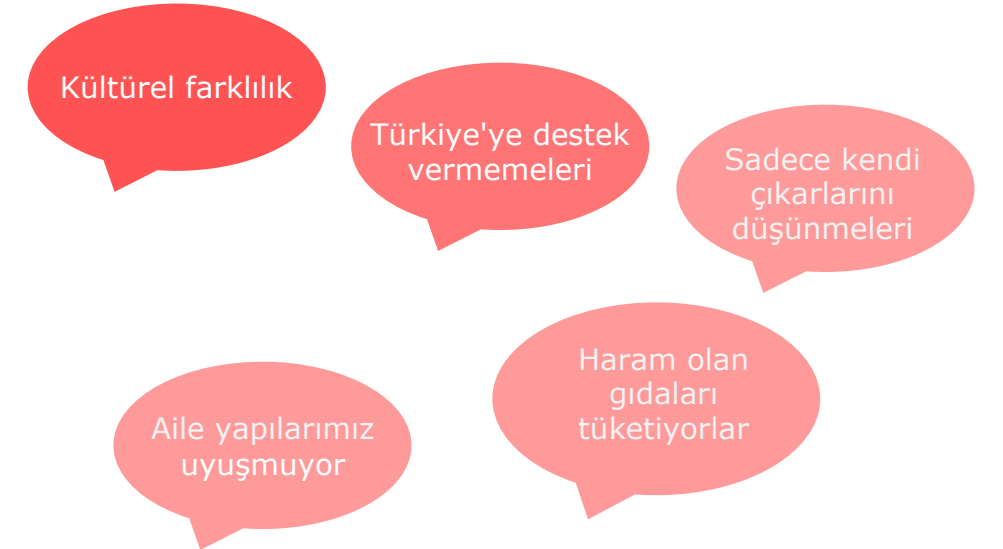 Kültürel farklılık
Türkiye'ye destek
vermemeleri
Sadece kendi
çıkarlarını
düşünmeleri
Haram olan
gıdaları
tüketiyorlar
Aile yapılarımız
uyuşmuyor